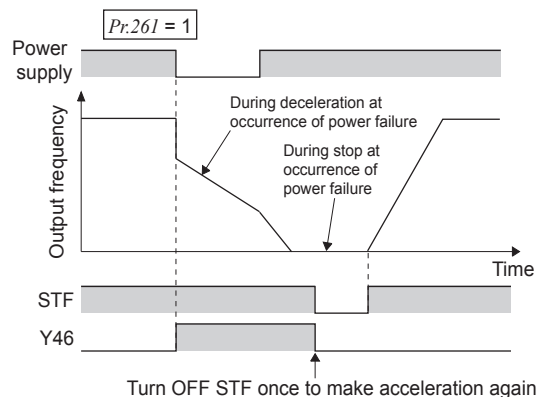 Pr.261 = 1
Power
supply
During deceleration at
occurrence of power failure
During stop at
occurrence of
power failure
Output frequency
Time
STF
Y46
Turn OFF STF once to make acceleration again